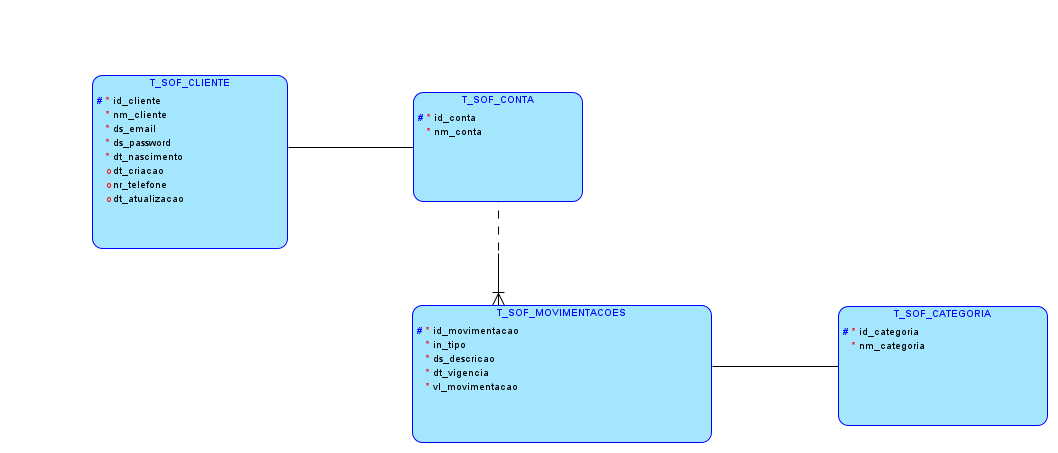 T_SOF_CLIENTE
# * id_cliente
* nm_cliente
* ds_email
* ds_password
* dt_nascimento
o dt_criacao
o nr_telefone
o dt_atualizacao
T_SOF_CONTA
# * id_conta
* nm_conta
T_SOF_MOVIMENTACOES
# * id_movimentacao
* in_tipo
* ds_descricao
* dt_vigencia
* vl_movimentacao
T_SOF_CATEGORIA
# * id_categoria
* nm_categoria